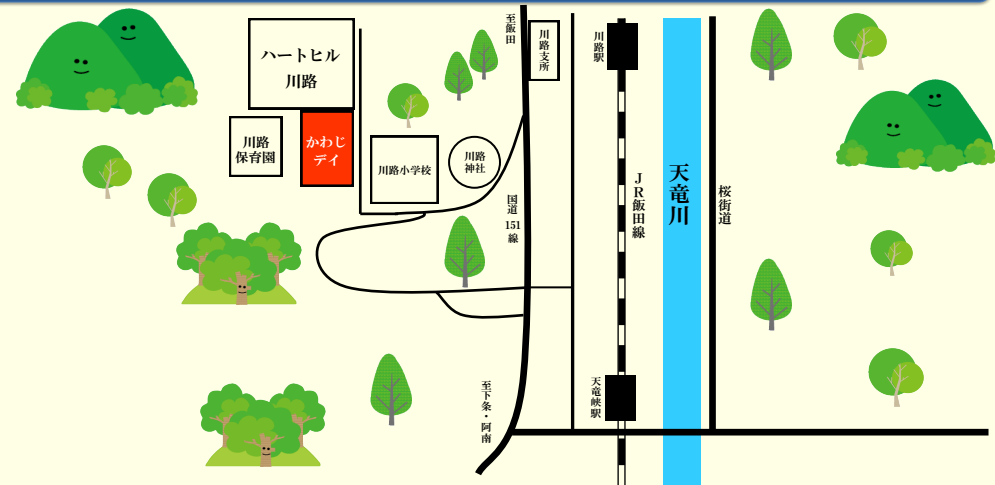 ハートヒル
川路
川路
保育園
かわじ
デイ
川路小学校
川路
神社
至飯田
川路支所
国道
151
線
至下条・阿南
川路駅
天竜峡駅
JR飯田線
天竜川
桜街道